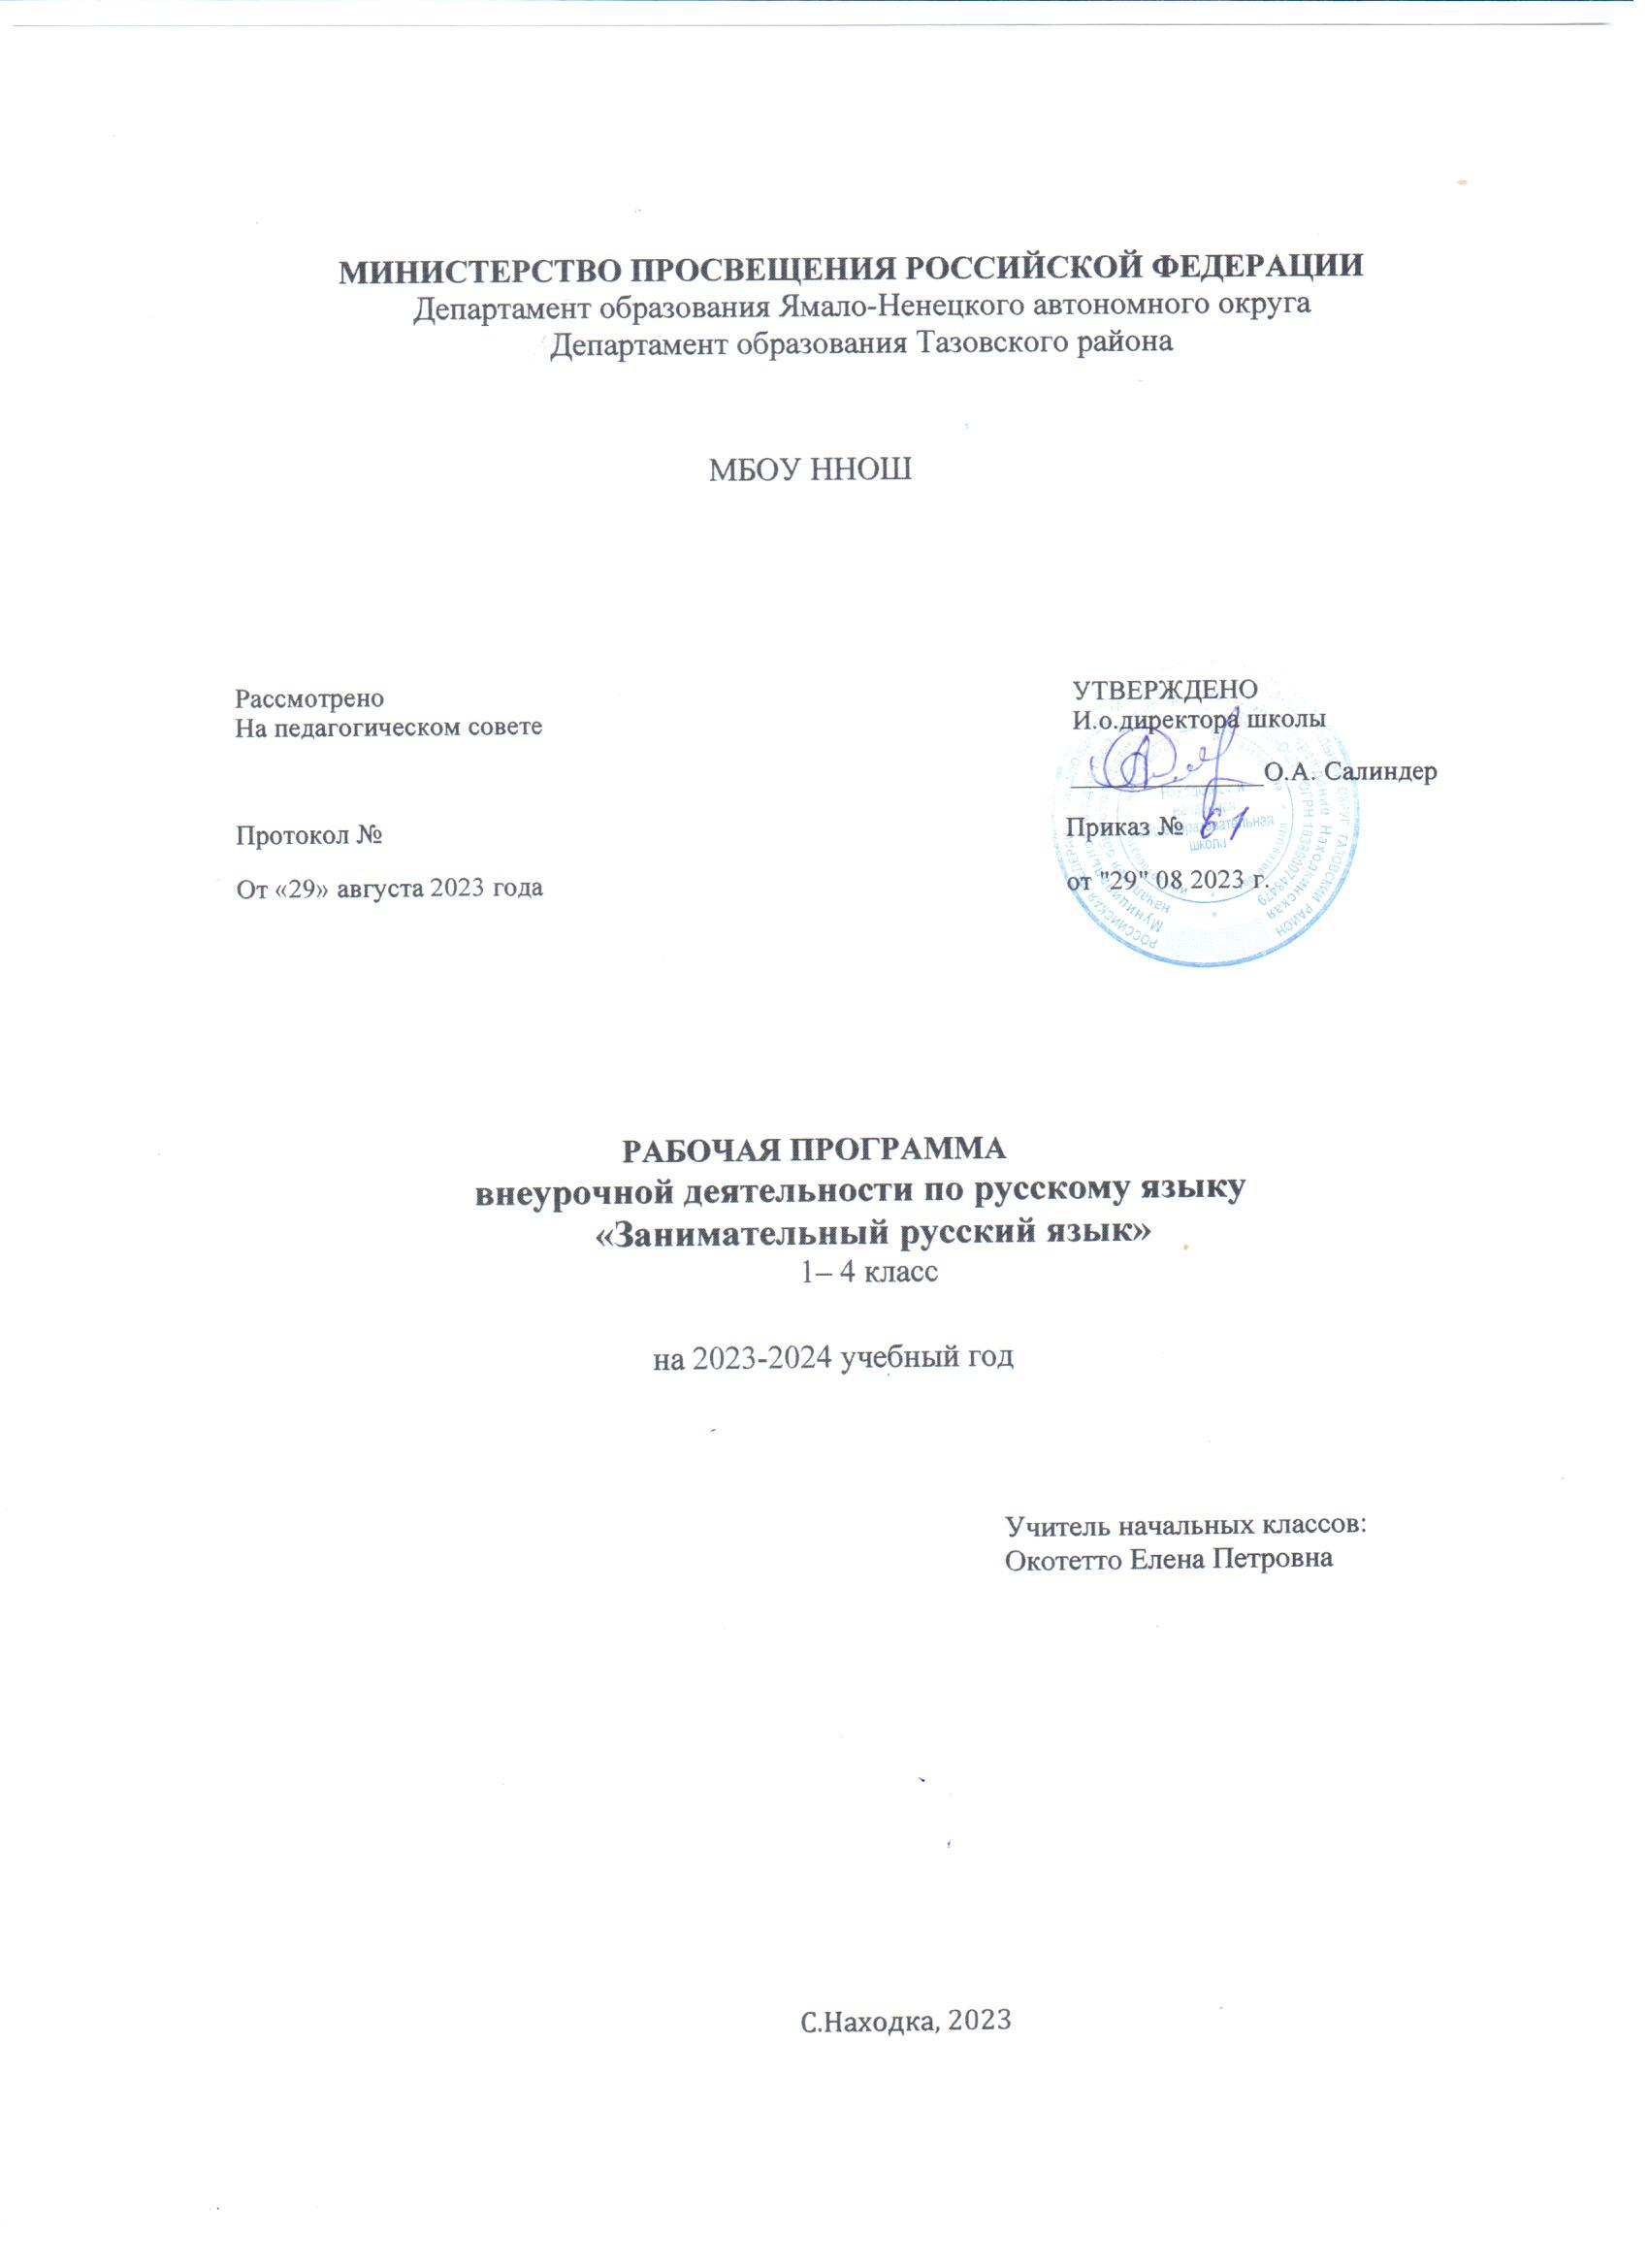 МИНИСТЕРСТВО ПРОСВЕЩЕНИЯ РОССИЙСКОЙ ФЕДЕРАЦИИ
Департамент образования Ямало-Ненецкого автономного округа
Департамент образования Тазовского района
МБОУ ННОШ
Рассмотрено
На педагогическом совете
Протокол №
От «29» августа 2023 года
УТВЕРЖДЕНО
И.о.директора школы
О.А. Салиндер
Приказ №
от "29" 08 2023 г.
РАБОЧАЯ ПРОГРАММА
внеурочной деятельности по русскому языку
«Занимательный русский язык»
1– 4 класс
на 2023-2024 учебный год
Учитель начальных классов:
Окотетто Елена Петровна
С.Находка, 2023